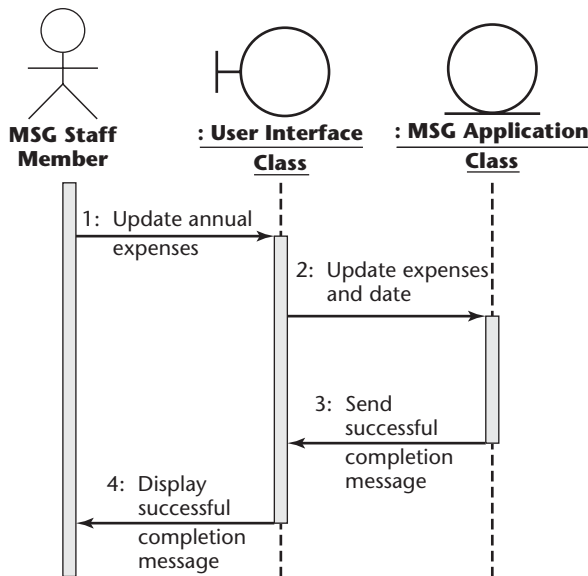 MSG Staff
Member
: User Interface
Class
: MSG Application
Class
1: Update annual
expenses
2: Update expenses
and date
3: Send
successful
completion
message
4: Display
successful
completion
message